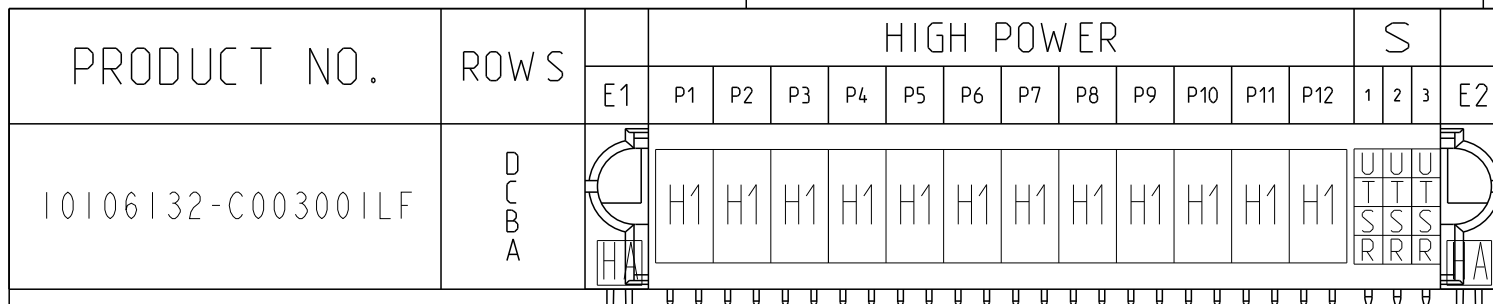 PRODUCT NO. ROWS HIGH POWER S
E1 P1 P2 P3 P4 P5 P6 P7 P8 P9 P10 P11 P12 1 2 3 E2
10106132-C003001LF
D
C
B
A
H1 H1 H1 H1 H1 H1 H1 H1 H1 H1 H1 H1
U U U
T T T
S S S
R R R
HA HA